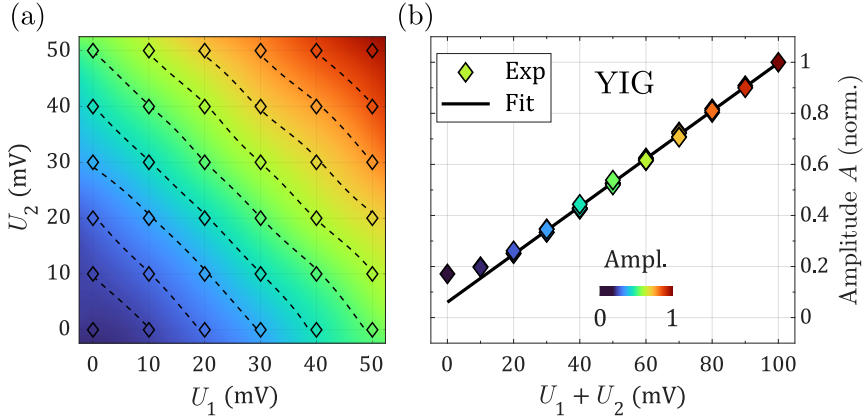 (a)
50
40
30
20
10
0
U2 (mV)
0 10 20 30 40 50
U1 (mV)
(b)
Exp
Fit
YIG
1
0.8
0.6
0.4
0.2
0
Amplitude A (norm.)
Ampl.
0 1
0 20 40 60 80 100
U1 + U2 (mV)